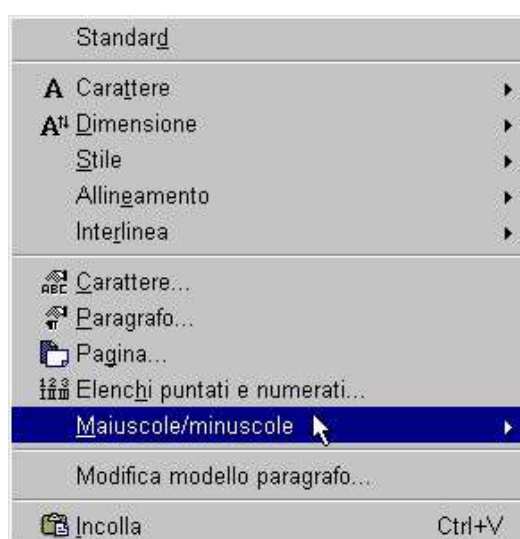 Standard
Carattere
Dimensione
Stile
Allineamento
Interlinea
Carattere...
Paragrafo...
Pagina...
Elenchi puntati e numerati...
Maiuscole/minuscole
Modifica modello paragrafo...
Incolla Ctrl+V